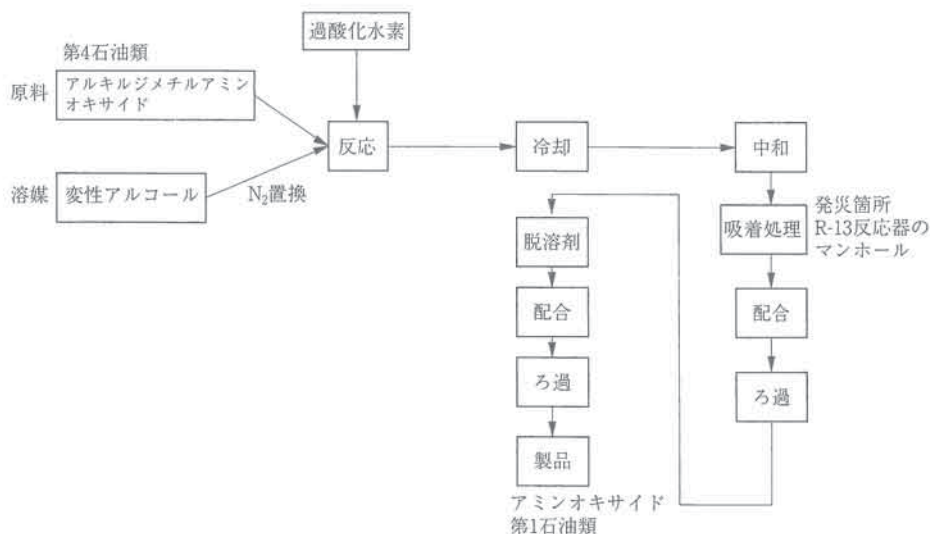 過酸化水素
第4石油類
原料
アルキルジメチルアミン
オキサイド
反応
冷却
中和
溶媒
変性アルコール
N₂置換
吸着処理
発災箇所
R-13反応器の
マンホール
脱溶剤
配合
配合
ろ過
ろ過
製品
アミンオキサイド
第1石油類